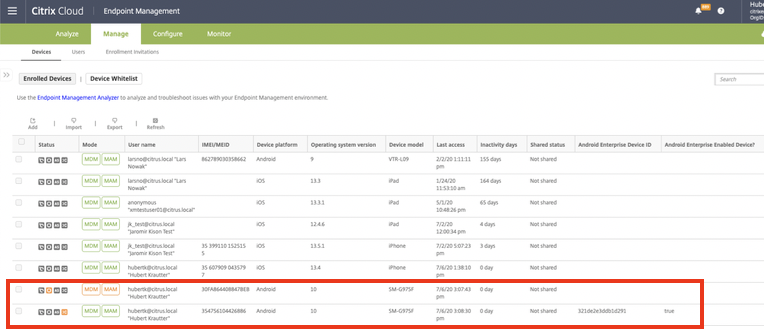 Citrix Cloud | Endpoint Management
Hube
citrixe
OrgID
Analyze Manage Configure Monitor
Devices Users Enrollment Invitations
Enrolled Devices | Device Whitelist
Search
Use the Endpoint Management Analyzer to analyze and troubleshoot issues with your Endpoint Management environment.
Add | Import | Export | Refresh
Status Mode User name IMEI/MEID Device platform Operating system version Device model Last access Inactivity days Shared status Android Enterprise Device ID Android Enterprise Enabled Device?
MDM MAM larsno@citrus.local "Lars 862789030358662 Android 9 VTR-L09 2/2/20 1:11:11 155 days Not shared
Nowak" pm
MDM MAM larsno@citrus.local "Lars iOS 13.3 iPad 1/24/20 164 days Not shared
Nowak" 11:53:10 am
MDM MAM anonymous iOS 13.3.1 iPad 5/1/20 65 days Not shared
"xmtestuser01@citrus.local" 10:48:26 pm
MDM MAM jk_test@citrus.local iOS 12.4.6 iPad 7/2/20 4 days Not shared
"Jaromir Kison Test" 12:00:34 pm
MDM MAM jk_test@citrus.local 35 399110 152515 iOS 13.5.1 iPhone 7/2/20 5:07:23 3 days Not shared
"Jaromir Kison Test" 5 pm
MDM MAM hubertk@citrus.local 35 607909 043579 iOS 13.4 iPhone 7/6/20 1:38:10 0 day Not shared
"Hubert Krautter" 7 pm
MDM MAM hubertk@citrus.local 30FA864408847BEB Android 10 SM-G975F 7/6/20 3:07:43 0 day Not shared
"Hubert Krautter" pm
MDM MAM hubertk@citrus.local 354756104426886 Android 10 SM-G975F 7/6/20 3:08:30 0 day Not shared 321de2e3ddb1d291 true
"Hubert Krautter" pm